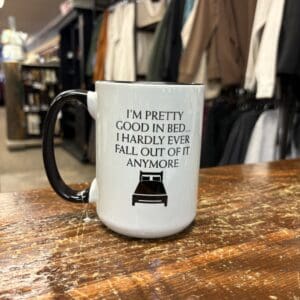 I'M PRETTY
GOOD IN BED...
I HARDLY EVER
FALL OUT OF IT
ANYMORE